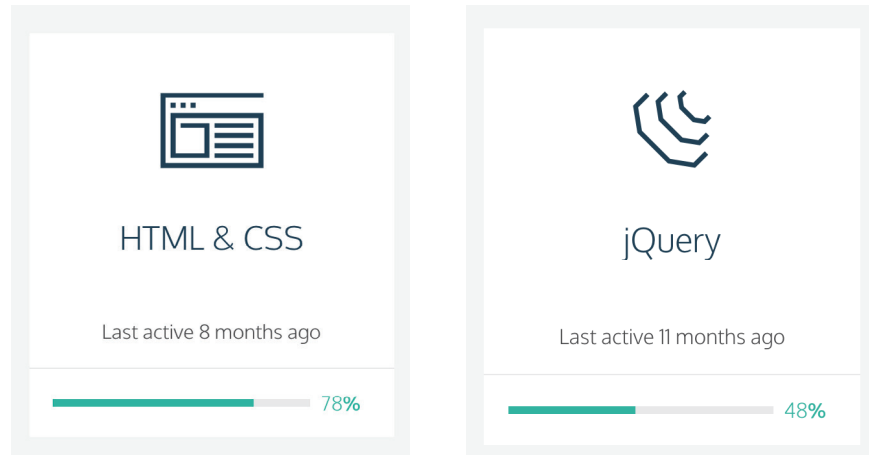 HTML & CSS
Last active 8 months ago
78%
jQuery
Last active 11 months ago
48%